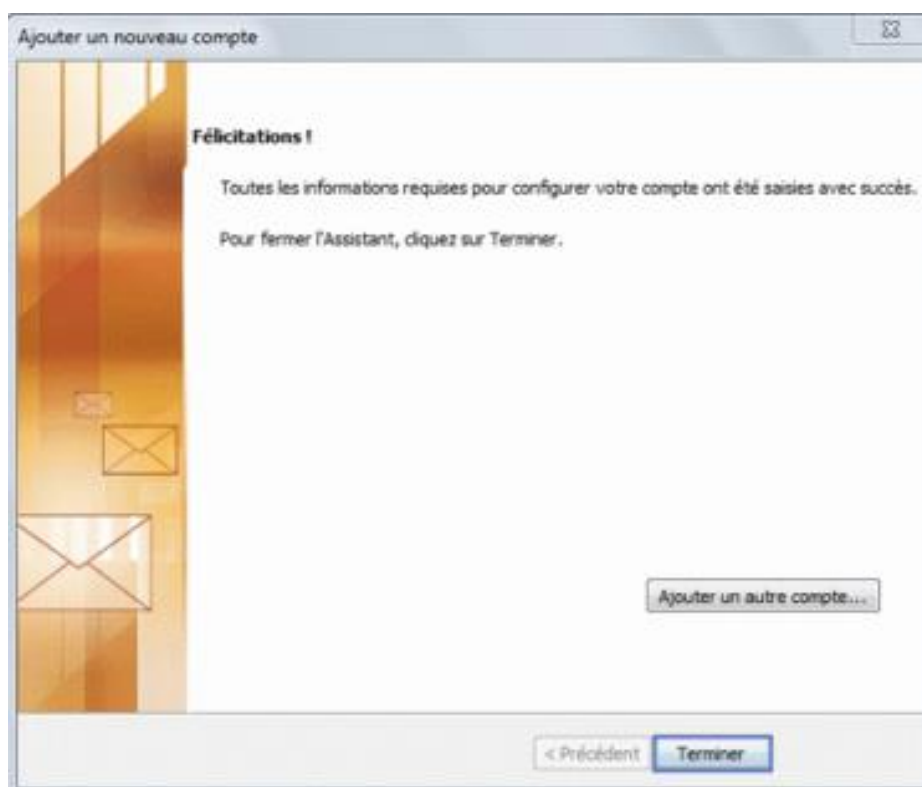 Ajouter un nouveau compte
Félicitations !
Toutes les informations requises pour configurer votre compte ont été saisies avec succès.
Pour fermer l'Assistant, cliquez sur Terminer.
Ajouter un autre compte...
< Précédent Terminer